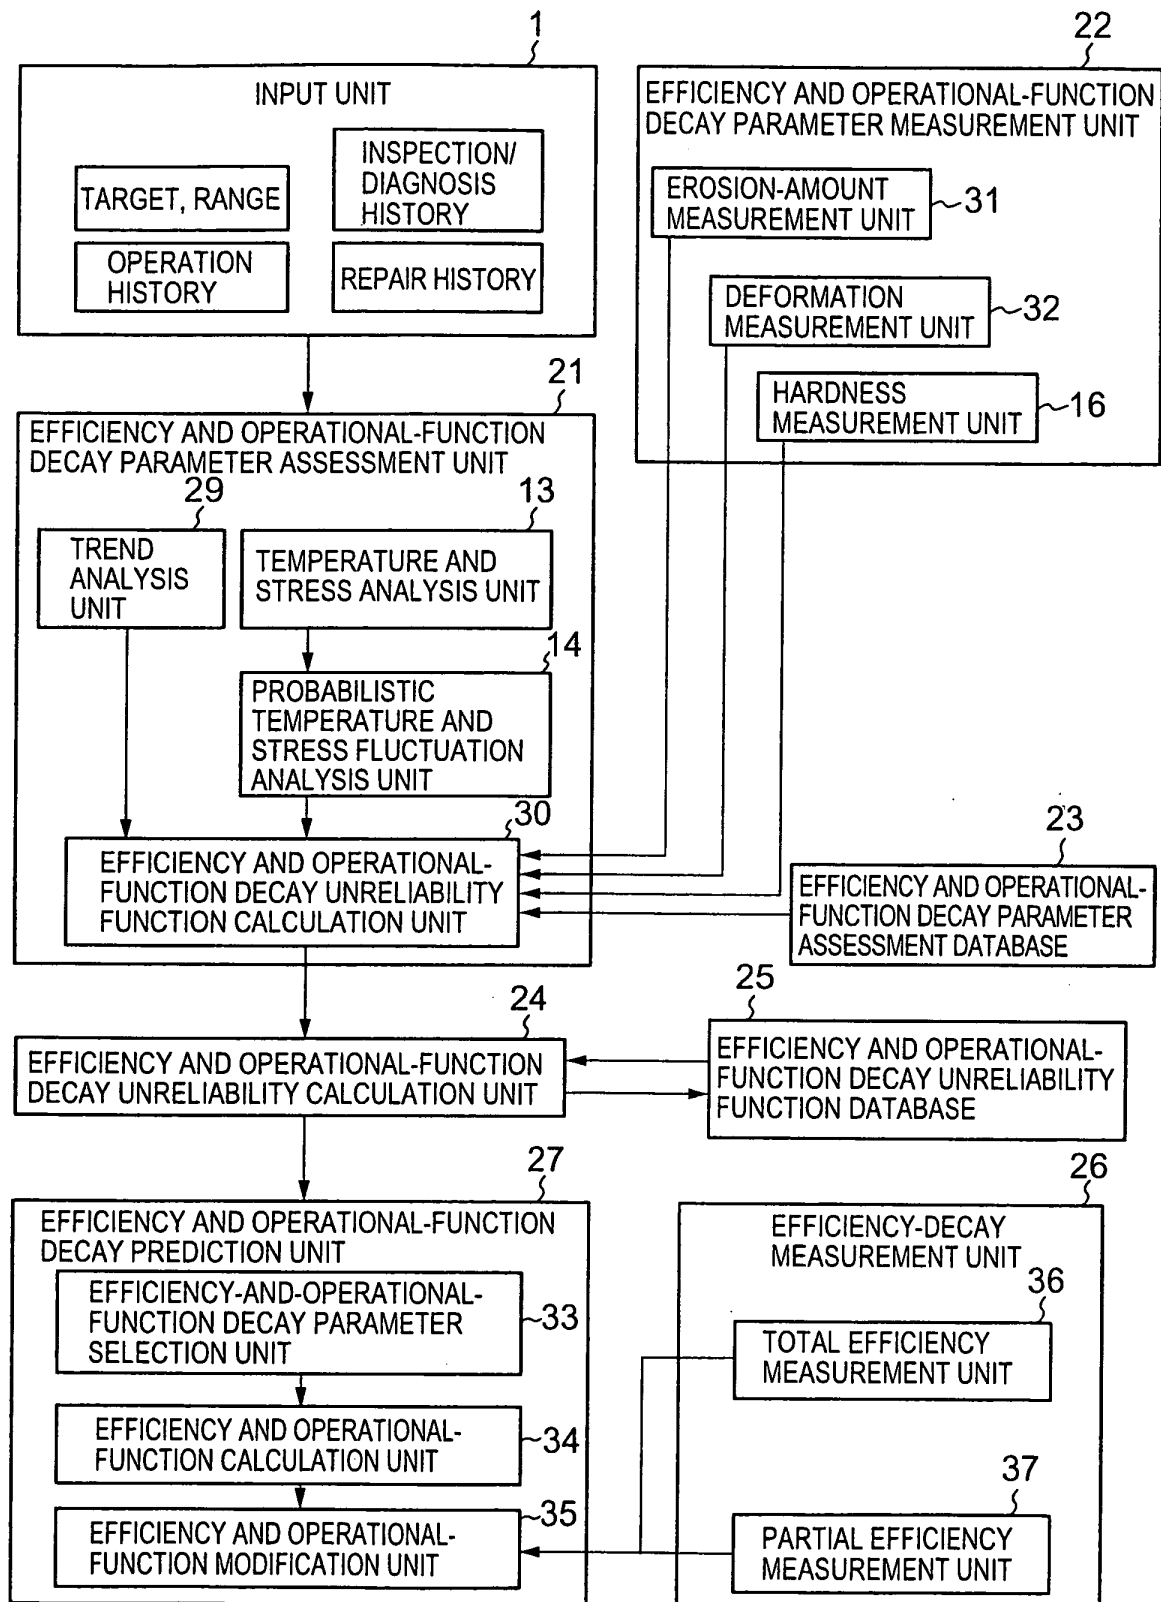 1
INPUT UNIT
TARGET, RANGE
INSPECTION/
DIAGNOSIS
HISTORY
OPERATION
HISTORY
REPAIR HISTORY
22
EFFICIENCY AND OPERATIONAL-FUNCTION
DECAY PARAMETER MEASUREMENT UNIT
EROSION-AMOUNT
MEASUREMENT UNIT
31
DEFORMATION
MEASUREMENT UNIT
32
HARDNESS
MEASUREMENT UNIT
16
21
EFFICIENCY AND OPERATIONAL-FUNCTION
DECAY PARAMETER ASSESSMENT UNIT
29
TREND
ANALYSIS
UNIT
13
TEMPERATURE AND
STRESS ANALYSIS UNIT
14
PROBABILISTIC
TEMPERATURE AND
STRESS FLUCTUATION
ANALYSIS UNIT
30
EFFICIENCY AND OPERATIONAL-
FUNCTION DECAY UNRELIABILITY
FUNCTION CALCULATION UNIT
23
EFFICIENCY AND OPERATIONAL-
FUNCTION DECAY PARAMETER
ASSESSMENT DATABASE
24
EFFICIENCY AND OPERATIONAL-FUNCTION
DECAY UNRELIABILITY CALCULATION UNIT
25
EFFICIENCY AND OPERATIONAL-
FUNCTION DECAY UNRELIABILITY
FUNCTION DATABASE
27
EFFICIENCY AND OPERATIONAL-FUNCTION
DECAY PREDICTION UNIT
EFFICIENCY-AND-OPERATIONAL-
FUNCTION DECAY PARAMETER
SELECTION UNIT
33
EFFICIENCY AND OPERATIONAL-
FUNCTION CALCULATION UNIT
34
EFFICIENCY AND OPERATIONAL-
FUNCTION MODIFICATION UNIT
35
26
EFFICIENCY-DECAY
MEASUREMENT UNIT
36
TOTAL EFFICIENCY
MEASUREMENT UNIT
37
PARTIAL EFFICIENCY
MEASUREMENT UNIT